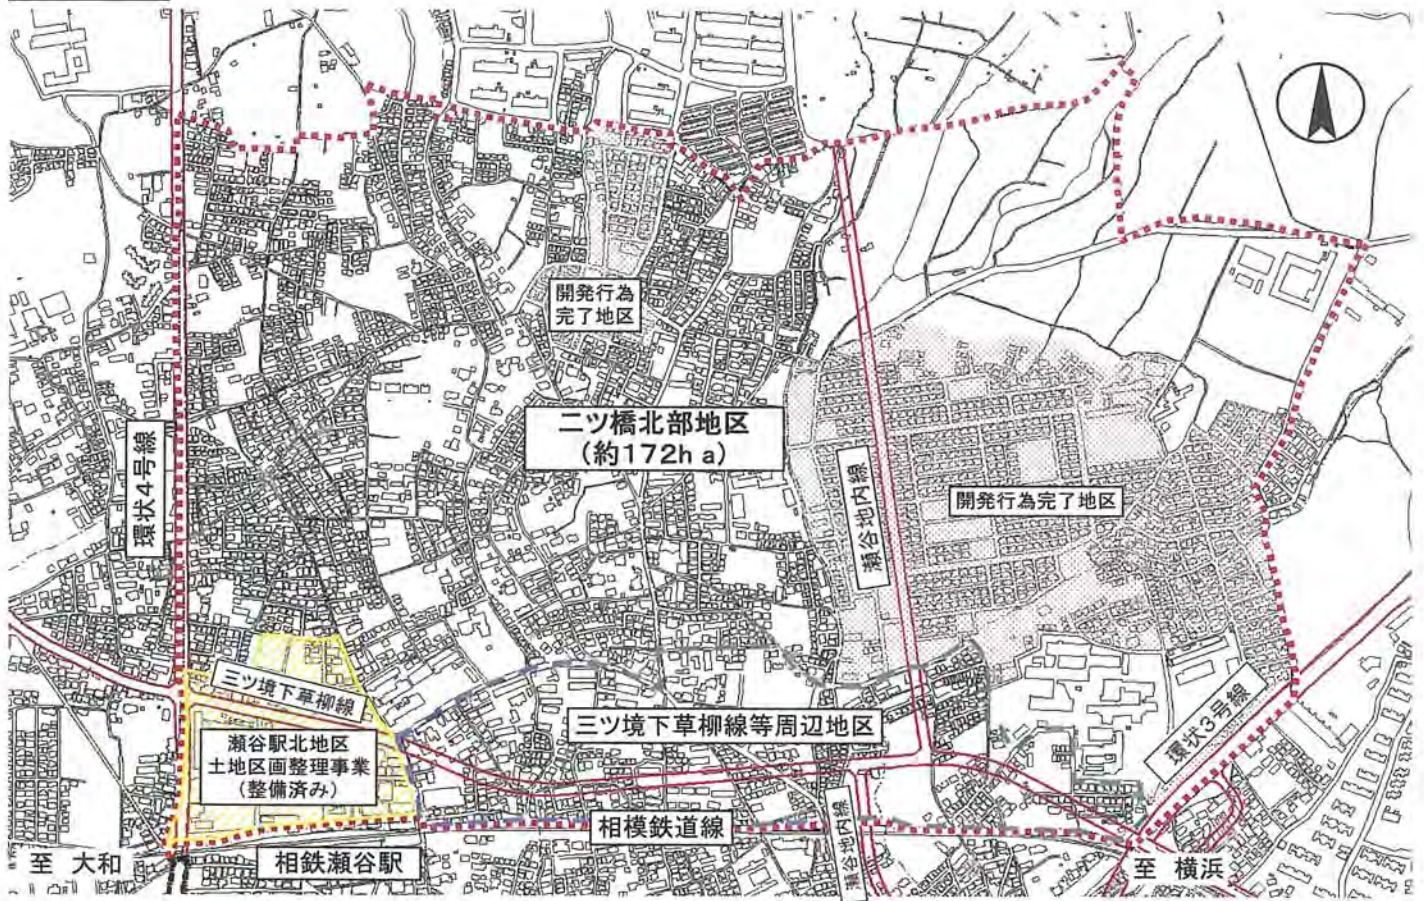 開発行為
完了地区
二ツ橋北部地区
(約172ha)
環状4号線
瀬谷地内線
開発行為完了地区
三ツ境下草柳線
三ツ境下草柳線等周辺地区
環状3号線
瀬谷駅北地区
土地区画整理事業
(整備済み)
瀬谷地内線
相模鉄道線
至 大和
相鉄瀬谷駅
至 横浜